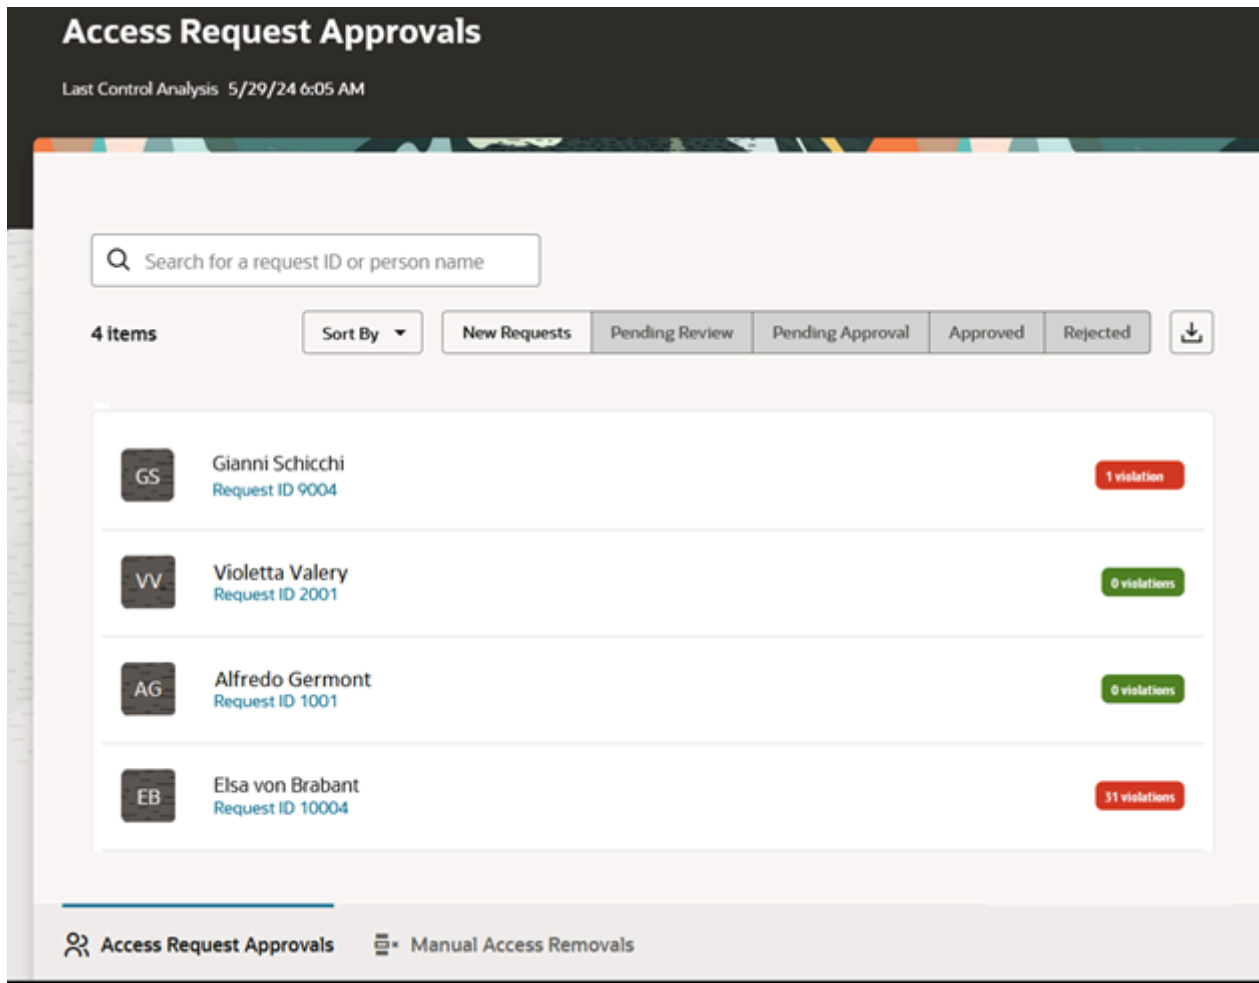 Access Request Approvals
Last Control Analysis 5/29/24 6:05 AM
Search for a request ID or person name
4 items
Sort By
New Requests
Pending Review
Pending Approval
Approved
Rejected
GS
Gianni Schicchi
Request ID 9004
1 violation
VV
Violetta Valery
Request ID 2001
0 violations
AG
Alfredo Germont
Request ID 1001
0 violations
EB
Elsa von Brabant
Request ID 10004
31 violations
Access Request Approvals
Manual Access Removals